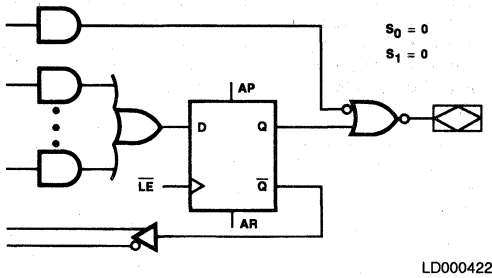 S0 = 0
S1 = 0
AP
D
Q
LE
Q
AR
LD000422